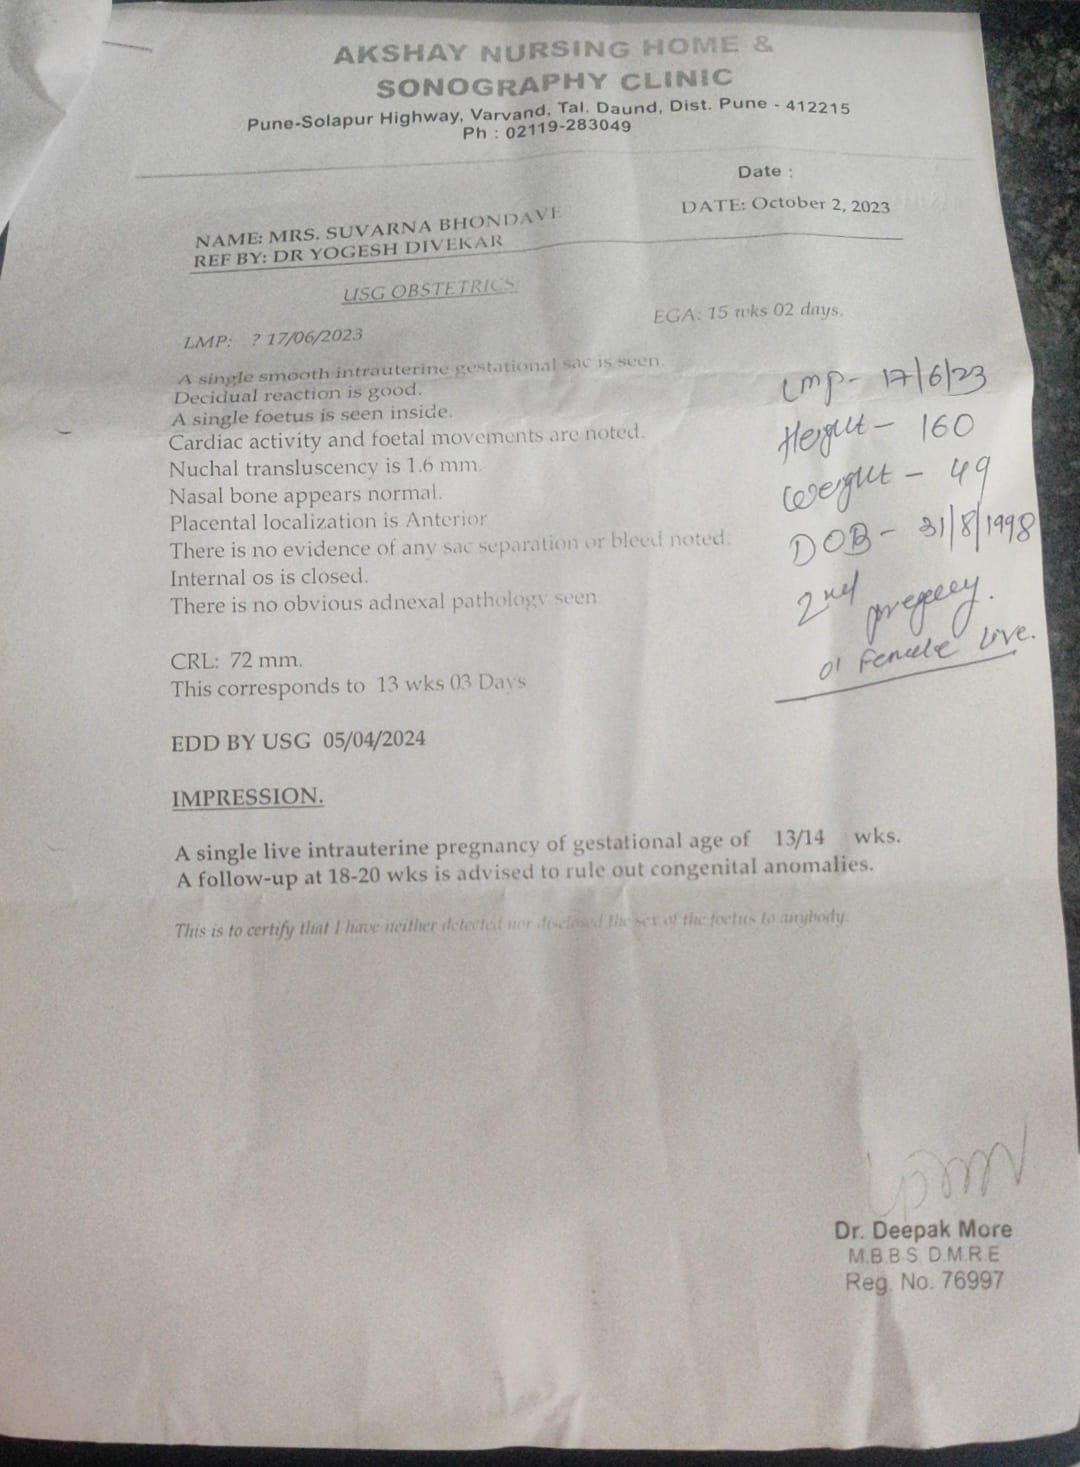 AKSHAY NURSING HOME &
SONOGRAPHY CLINIC
Pune-Solapur Highway, Varvand, Tal. Daund, Dist. Pune - 412215
Ph : 02119-283049
Date :
DATE: October 2, 2023
NAME: MRS. SUVARNA BHONDAVE
REF BY: DR YOGESH DIVEKAR
USG OBSTETRICS:
LMP: ? 17/06/2023
EGA: 15 wks 02 days.
A single smooth intrauterine gestational sac is seen.
Decidual reaction is good.
A single foetus is seen inside.
Cardiac activity and foetal movements are noted.
Nuchal transluscency is 1.6 mm.
Nasal bone appears normal.
Placental localization is Anterior
There is no evidence of any sac separation or bleed noted.
Internal os is closed.
There is no obvious adnexal pathology seen
CRL: 72 mm.
This corresponds to 13 wks 03 Days
EDD BY USG 05/04/2024
IMPRESSION.
A single live intrauterine pregnancy of gestational age of 13/14 wks.
A follow-up at 18-20 wks is advised to rule out congenital anomalies.
This is to certify that I have neither detected nor disclosed the sex of the foetus to anybody.
Lmp- 17/6/23
Height - 160
Weight - 49
DOB - 31/8/1998
2nd
01 Female Live.
Dr. Deepak More
M.B.B.S. D.M.R.E
Reg. No. 76997